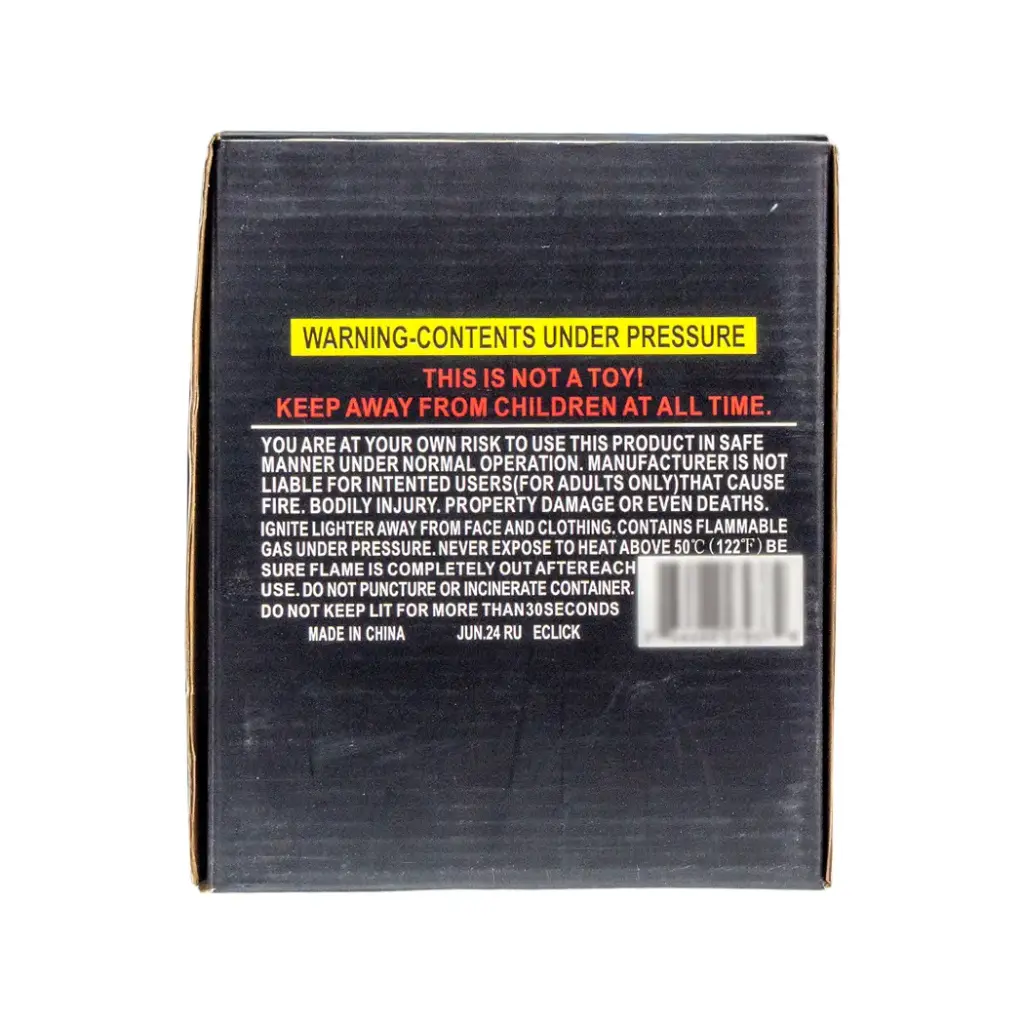 WARNING-CONTENTS UNDER PRESSURE
THIS IS NOT A TOY!
KEEP AWAY FROM CHILDREN AT ALL TIME.
YOU ARE AT YOUR OWN RISK TO USE THIS PRODUCT IN SAFE
MANNER UNDER NORMAL OPERATION. MANUFACTURER IS NOT
LIABLE FOR INTENTED USERS(FOR ADULTS ONLY)THAT CAUSE
FIRE. BODILY INJURY. PROPERTY DAMAGE OR EVEN DEATHS.
IGNITE LIGHTER AWAY FROM FACE AND CLOTHING. CONTAINS FLAMMABLE
GAS UNDER PRESSURE. NEVER EXPOSE TO HEAT ABOVE 50℃(122℉) BE
SURE FLAME IS COMPLETELY OUT AFTEREACH
USE. DO NOT PUNCTURE OR INCINERATE CONTAINER.
DO NOT KEEP LIT FOR MORE THAN30SECONDS
MADE IN CHINA JUN.24 RU ECLICK